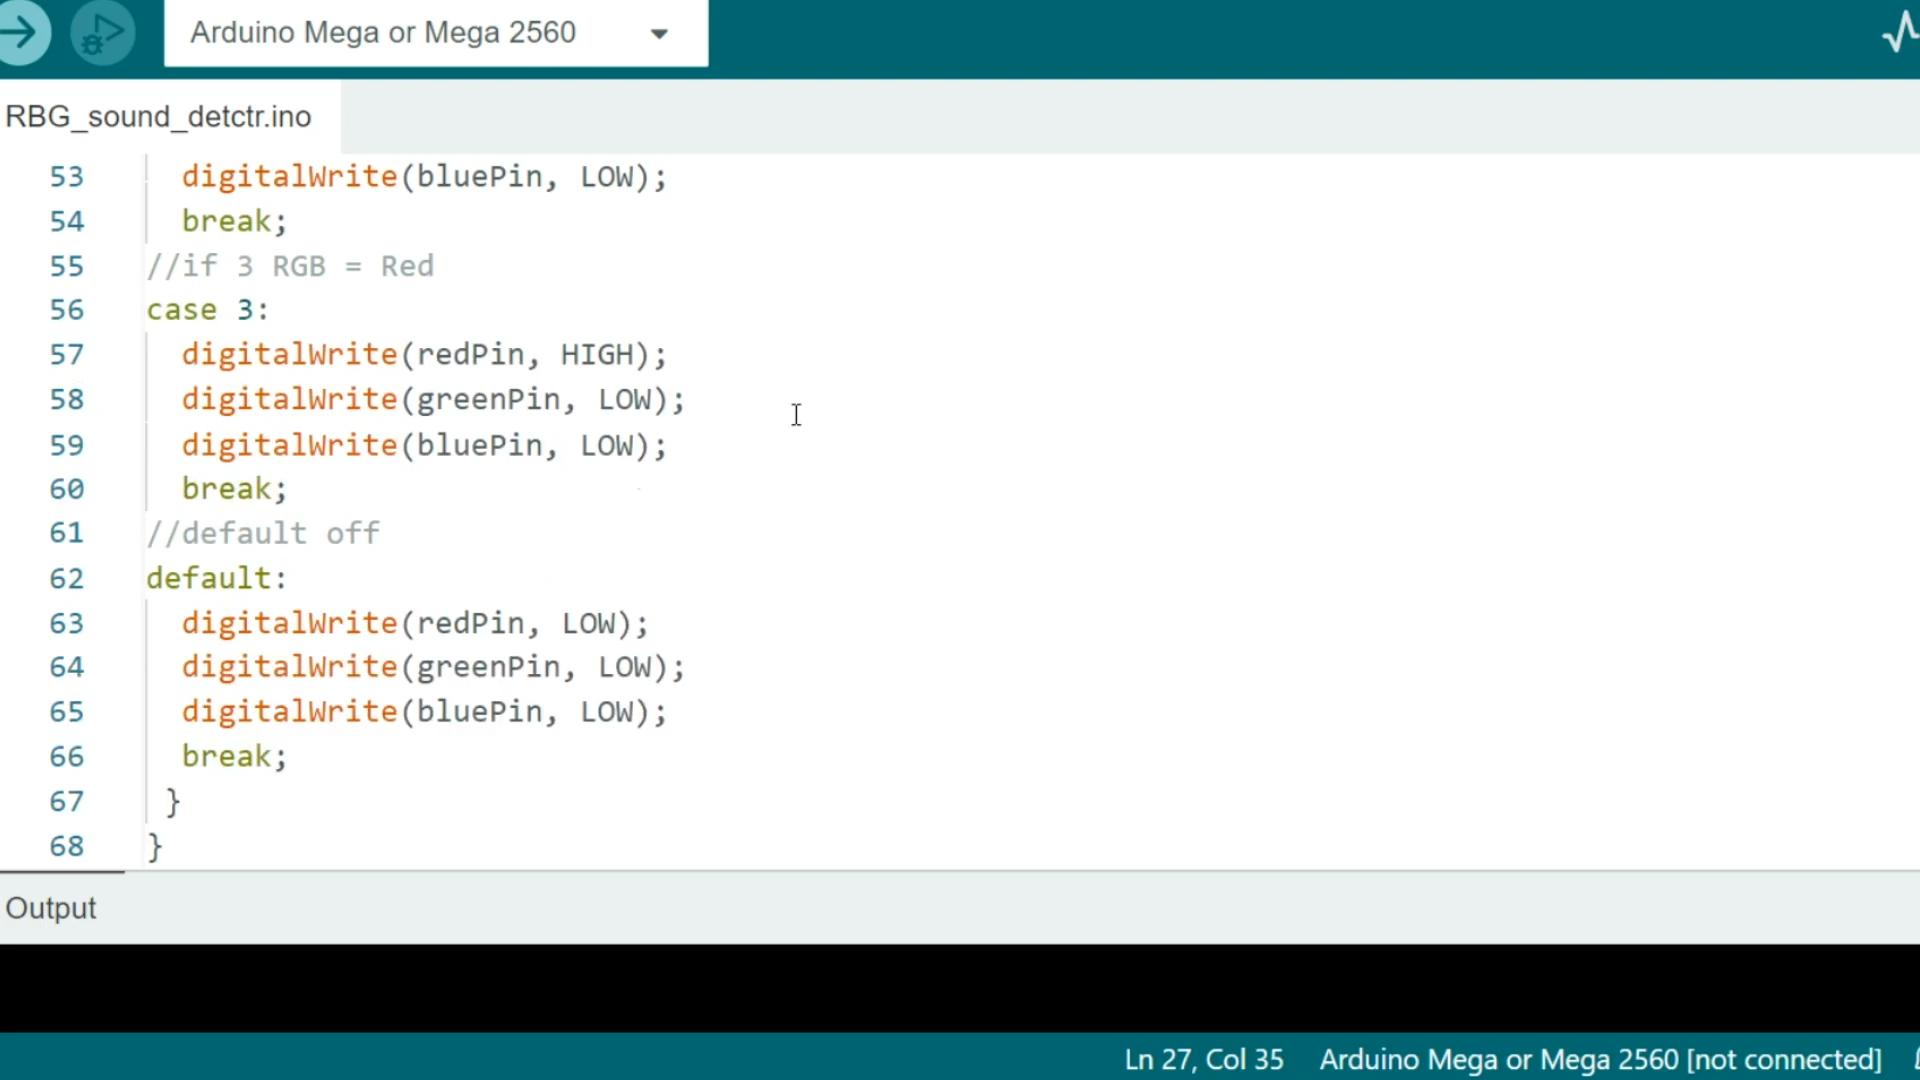 Arduino Mega or Mega 2560
RBG_sound_detctr.ino
53 digitalWrite(bluePin, LOW);
54 break;
55 //if 3 RGB = Red
56 case 3:
57 digitalWrite(redPin, HIGH);
58 digitalWrite(greenPin, LOW);
59 digitalWrite(bluePin, LOW);
60 break;
61 //default off
62 default:
63 digitalWrite(redPin, LOW);
64 digitalWrite(greenPin, LOW);
65 digitalWrite(bluePin, LOW);
66 break;
67 }
68 }
Output
Ln 27, Col 35 Arduino Mega or Mega 2560 [not connected]